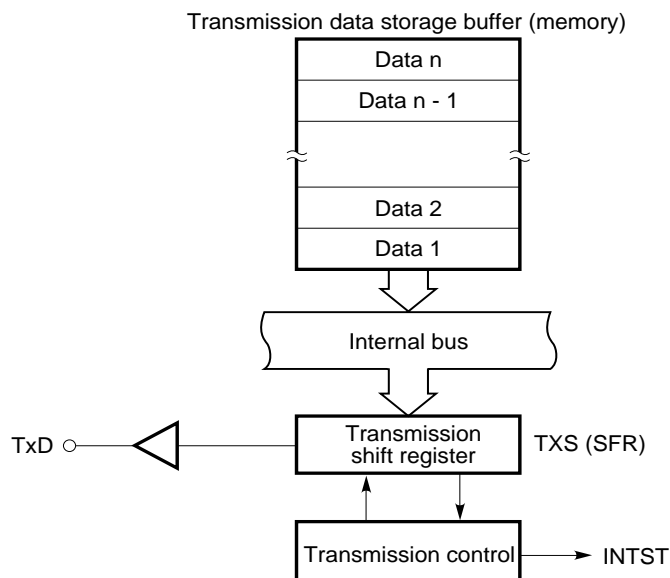 Transmission data storage buffer (memory)
Data n
Data n - 1
Data 2
Data 1
Internal bus
TxD
Transmission
shift register
TXS (SFR)
Transmission control
INTST